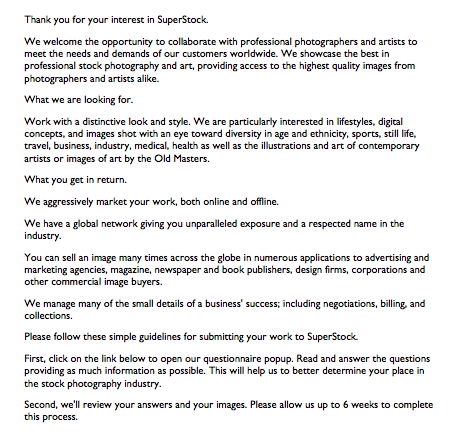 Thank you for your interest in SuperStock.
We welcome the opportunity to collaborate with professional photographers and artists to
meet the needs and demands of our customers worldwide. We showcase the best in
professional stock photography and art, providing access to the highest quality images from
photographers and artists alike.
What we are looking for.
Work with a distinctive look and style. We are particularly interested in lifestyles, digital
concepts, and images shot with an eye toward diversity in age and ethnicity, sports, still life,
travel, business, industry, medical, health as well as the illustrations and art of contemporary
artists or images of art by the Old Masters.
What you get in return.
We aggressively market your work, both online and offline.
We have a global network giving you unparalleled exposure and a respected name in the
industry.
You can sell an image many times across the globe in numerous applications to advertising and
marketing agencies, magazine, newspaper and book publishers, design firms, corporations and
other commercial image buyers.
We manage many of the small details of a business' success; including negotiations, billing, and
collections.
Please follow these simple guidelines for submitting your work to SuperStock.
First, click on the link below to open our questionnaire popup. Read and answer the questions
providing as much information as possible. This will help us to better determine your place in
the stock photography industry.
Second, we'll review your answers and your images. Please allow us up to 6 weeks to complete
this process.